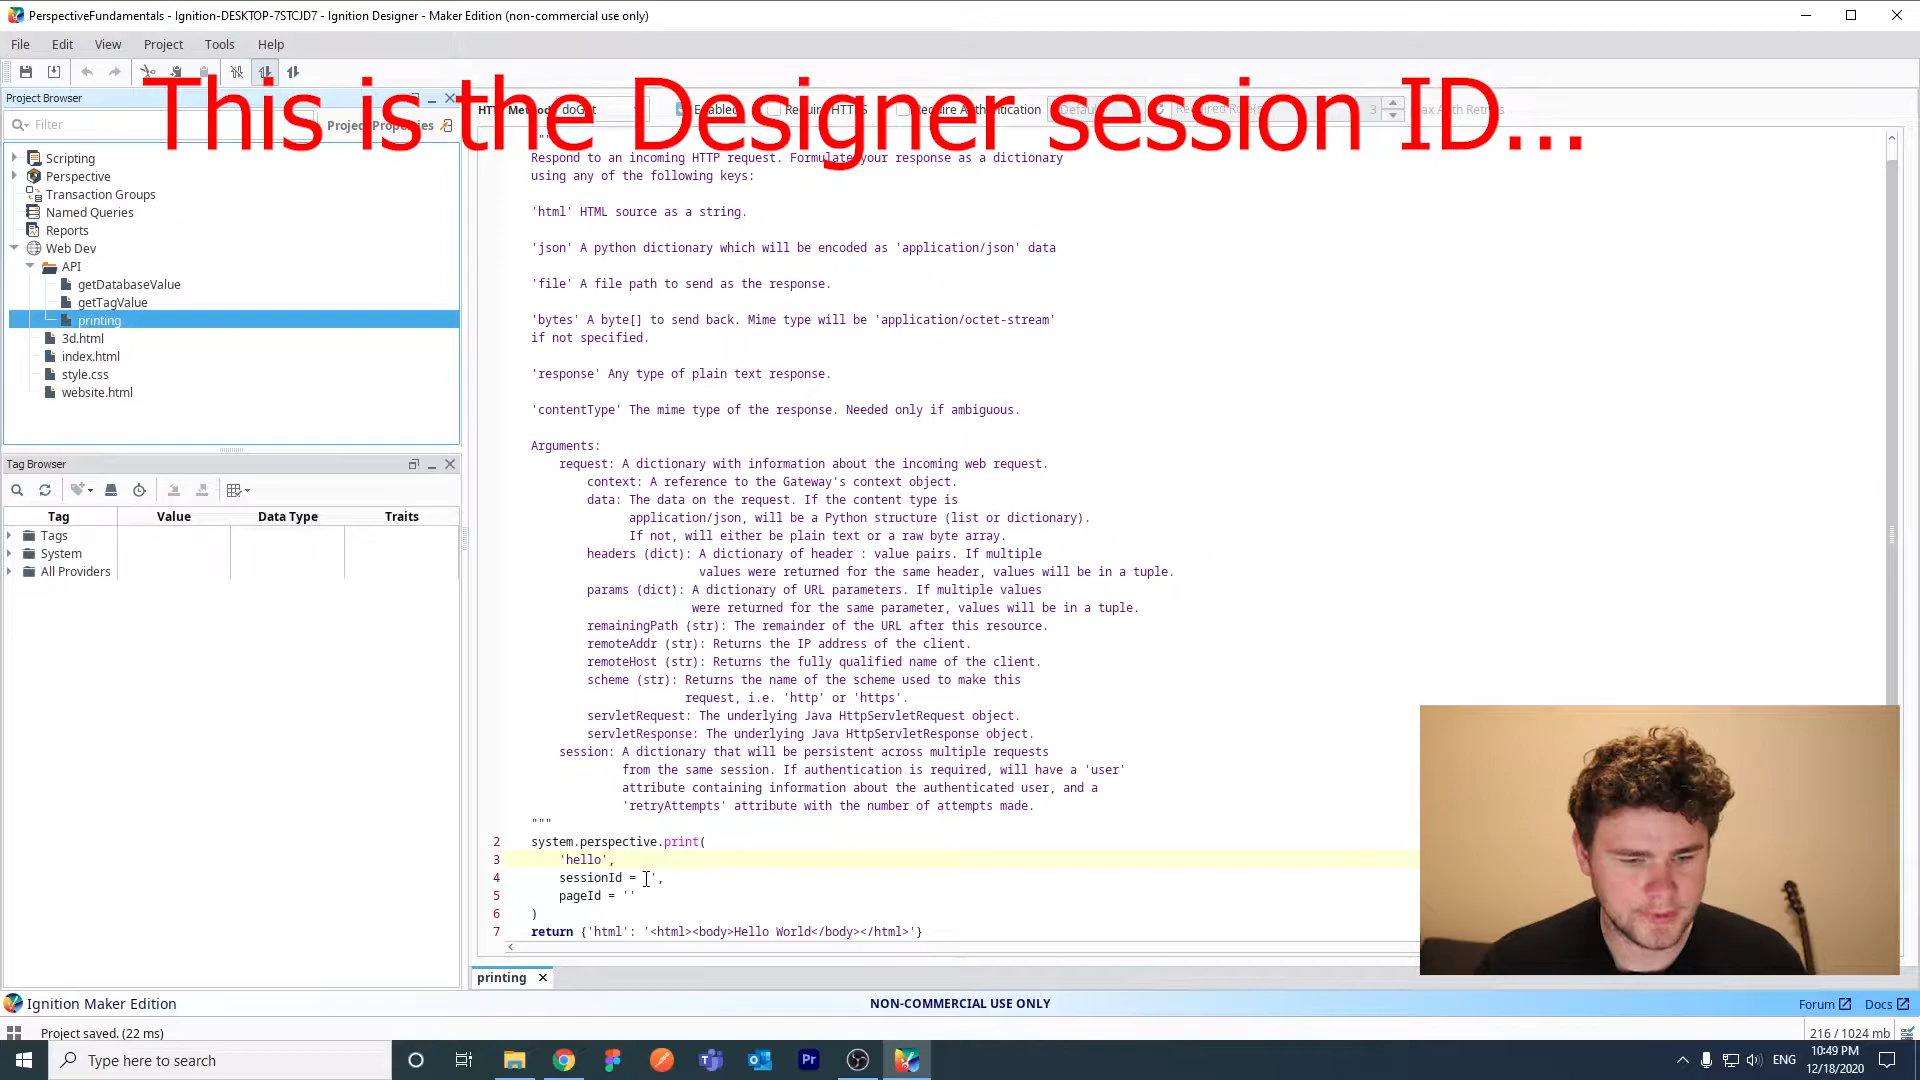 PerspectiveFundamentals - Ignition-DESKTOP-7STCJD7 - Ignition Designer - Maker Edition (non-commercial use only)
File Edit View Project Tools Help
This is the Designer session ID...
Project Browser
HTTP Method doGet Enabled Require HTTPS Require Authentication Default Required Role(s) 3 Max Auth Retries
Filter
Project Properties
Scripting
Perspective
Transaction Groups
Named Queries
Reports
Web Dev
API
getDatabaseValue
getTagValue
printing
3d.html
index.html
style.css
website.html
Tag Browser
Tag Value Data Type Traits
Tags
System
All Providers
"""
Respond to an incoming HTTP request. Formulate your response as a dictionary
using any of the following keys:
'html' HTML source as a string.
'json' A python dictionary which will be encoded as 'application/json' data
'file' A file path to send as the response.
'bytes' A byte[] to send back. Mime type will be 'application/octet-stream'
if not specified.
'response' Any type of plain text response.
'contentType' The mime type of the response. Needed only if ambiguous.
Arguments:
request: A dictionary with information about the incoming web request.
context: A reference to the Gateway's context object.
data: The data on the request. If the content type is
application/json, will be a Python structure (list or dictionary).
If not, will either be plain text or a raw byte array.
headers (dict): A dictionary of header : value pairs. If multiple
values were returned for the same header, values will be in a tuple.
params (dict): A dictionary of URL parameters. If multiple values
were returned for the same parameter, values will be in a tuple.
remainingPath (str): The remainder of the URL after this resource.
remoteAddr (str): Returns the IP address of the client.
remoteHost (str): Returns the fully qualified name of the client.
scheme (str): Returns the name of the scheme used to make this
request, i.e. 'http' or 'https'.
servletRequest: The underlying Java HttpServletRequest object.
servletResponse: The underlying Java HttpServletResponse object.
session: A dictionary that will be persistent across multiple requests
from the same session. If authentication is required, will have a 'user'
attribute containing information about the authenticated user, and a
'retryAttempts' attribute with the number of attempts made.
"""
2 system.perspective.print(
3 'hello',
4 sessionId = '',
5 pageId = ''
6 )
7 return {'html': '<html><body>Hello World</body></html>'}
printing
Ignition Maker Edition NON-COMMERCIAL USE ONLY Forum Docs
Project saved. (22 ms) 216 / 1024 mb
Type here to search
Pr
ENG
10:49 PM
12/18/2020